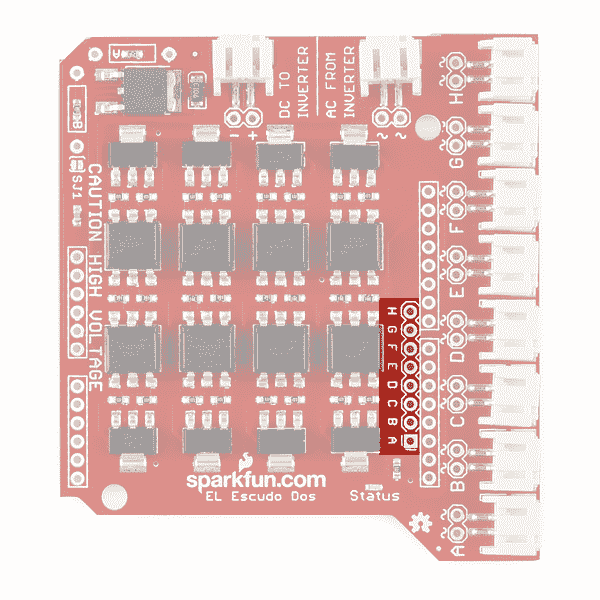 A
B
SJ1
- +
DC TO
INVERTER
AC FROM
INVERTER
~ ~
CAUTION HIGH VOLTAGE
H
G
F
E
D
C
B
A
H
G
F
E
D
C
B
A
sparkfun.com
EL Escudo Dos
Status